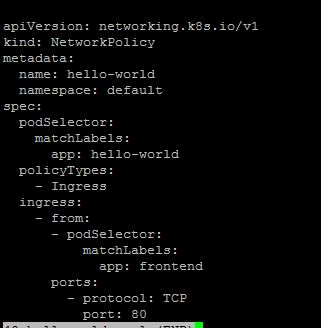 apiVersion: networking.k8s.io/v1
kind: NetworkPolicy
metadata:
  name: hello-world
  namespace: default
spec:
  podSelector:
    matchLabels:
      app: hello-world
  policyTypes:
    - Ingress
  ingress:
    - from:
      - podSelector:
          matchLabels:
            app: frontend
      ports:
        - protocol: TCP
          port: 80